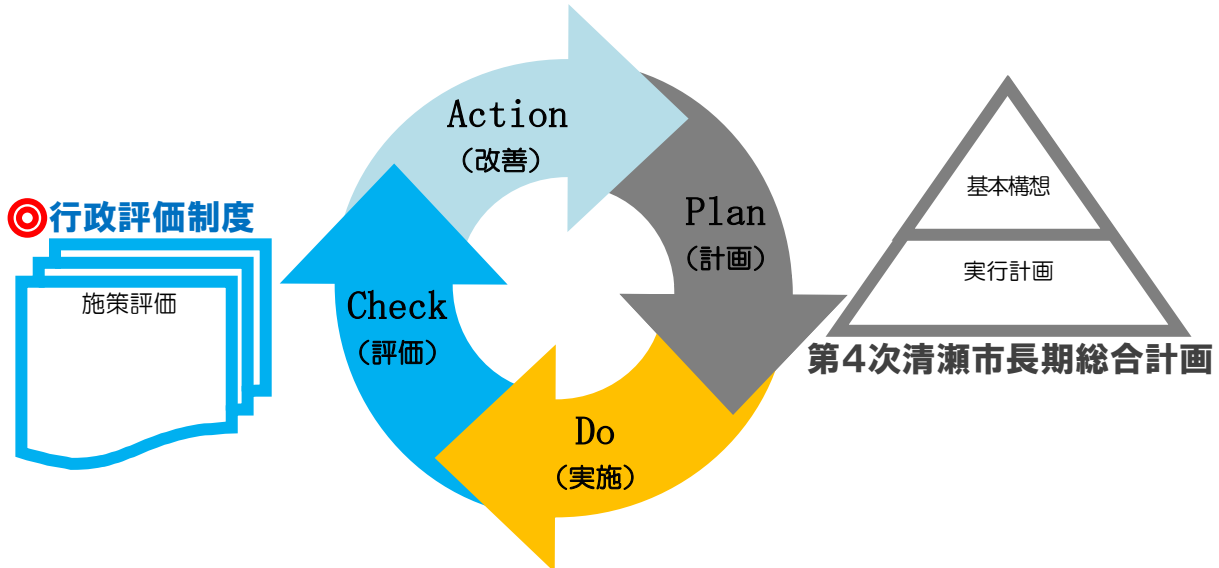 Action
（改善）
Plan
（計画）
Do
（実施）
Check
（評価）
◎行政評価制度
施策評価
基本構想
実行計画
第4次清瀬市長期総合計画